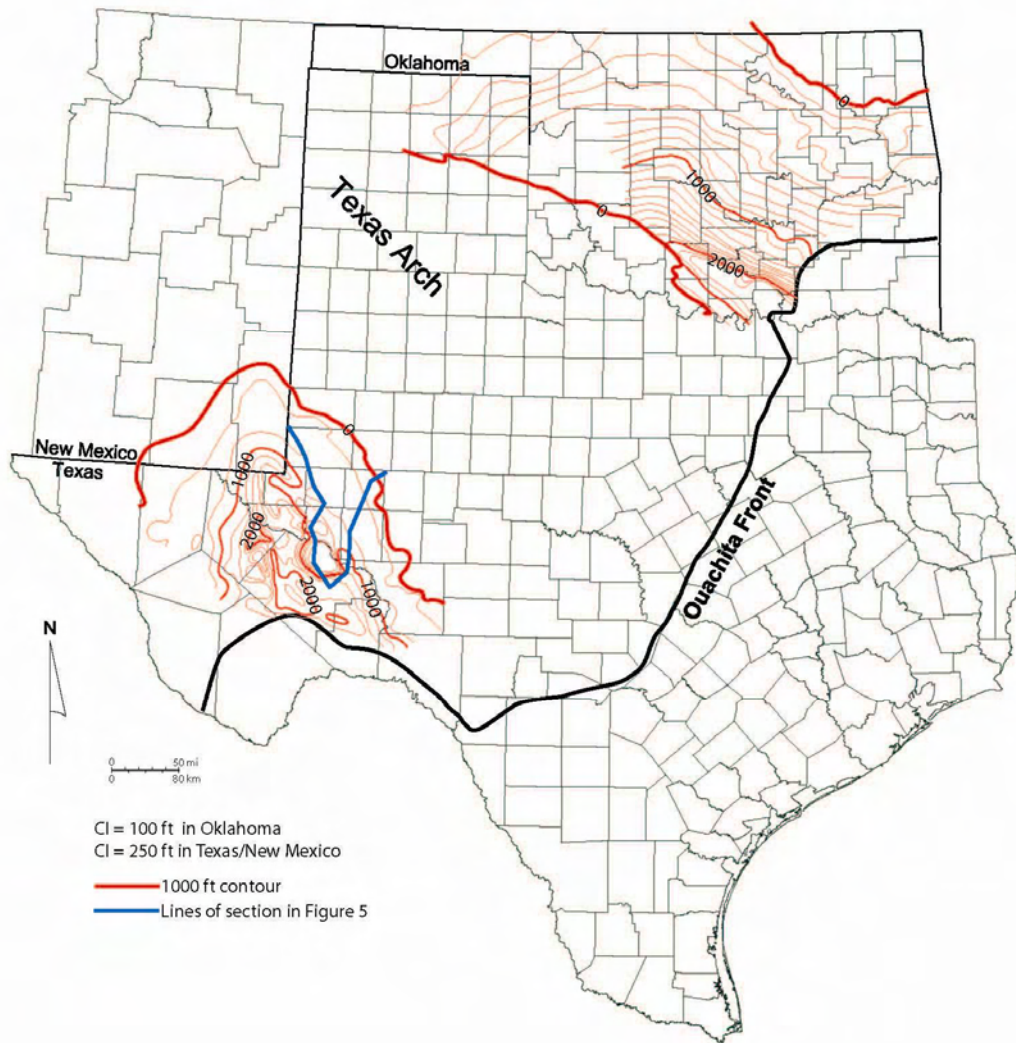 Oklahoma
0
1000
Texas Arch
0
2000
0
New Mexico
Texas
1000
2000
2000
1000
Ouachita Front
N
0 50 mi
0 80 km
CI = 100 ft in Oklahoma
CI = 250 ft in Texas/New Mexico
1000 ft contour
Lines of section in Figure 5